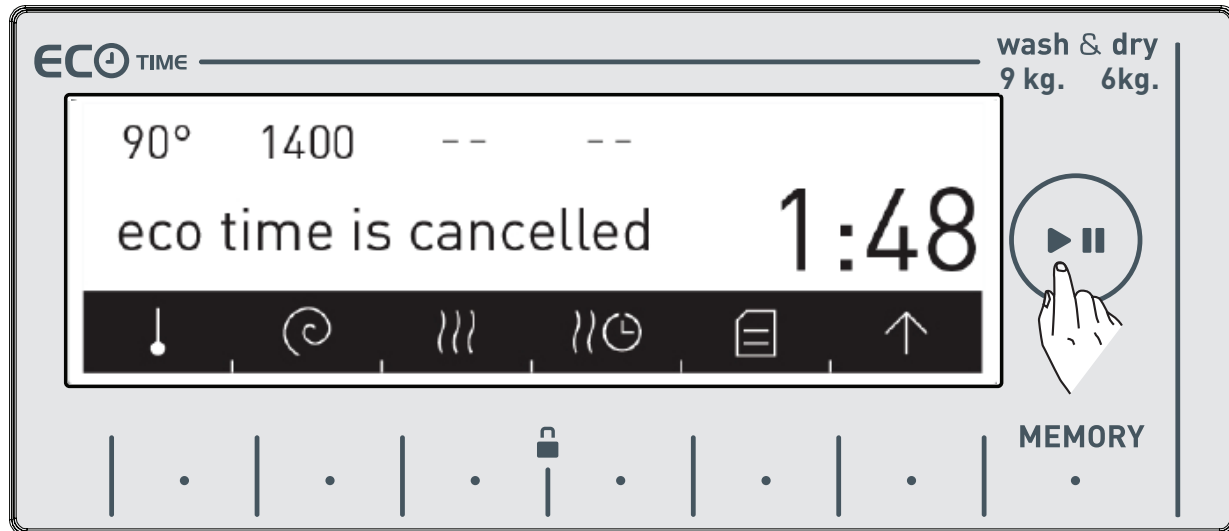 ECO TIME
wash & dry
9 kg. 6kg.
90° 1400 -- --
eco time is cancelled 1:48
MEMORY